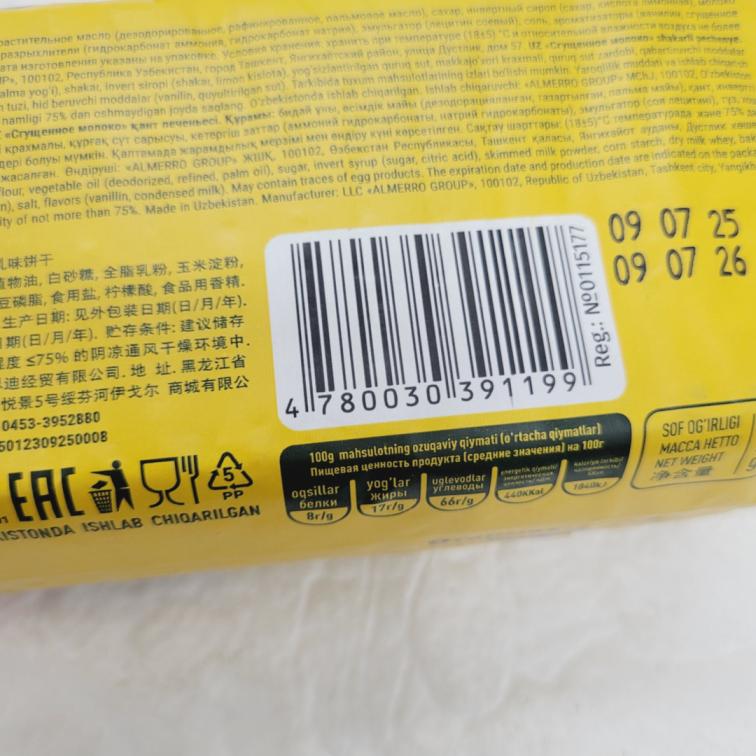 растительное масло (дезодорированное, рафинированное, пальмовое масло), сахар, инвертный сироп (сахар, кислота лимонная), молоко
разрыхлители (гидрокарбонат аммония, гидрокарбонат натрия), эмульгатор (лецитин соевый), соль, ароматизаторы (ванилин, сгущенное
ата изготовления указаны на упаковке. Условия хранения: хранить при температуре (18±5) °С и относительной влажности воздуха не более
UP», 100102, Республика Узбекистан, город Ташкент, Янгихаётский район, улица Дустлик, дом 57. UZ «Сгущенное молоко» shakarli pechenye.
alma yog'i), shakar, invert siropi (shakar, limon kislota), yog'sizlantirilgan quruq sut, makkajo'xori kraxmali, quruq sut zardobi, qabartiruvchi moddalar
n tuzi, hid beruvchi moddalar (vanilin, quyultirilgan sut). Tarkibida tuxum mahsulotlarining izlari bo'lishi mumkin. Yaroqlilik muddati va ishlab chiqarish
namligi 75% dan oshmaydigan joyda saqlang. O'zbekistonda ishlab chiqarilgan. Ishlab chiqaruvchi: «ALMERRO GROUP» MChJ, 100102, O'zbekiston
«Сгущенное молоко» қант печеньесі. Құрамы: бидай ұны, өсімдік майы (дезодорацияланған, тазартылған, пальма майы), қант, инверт
і крахмалы, құрғақ сүт сарысуы, кетергіш заттар (аммоний гидрокарбонаты, натрий гидрокарбонаты), эмульгатор (соя лецитині), тұз,
дері болуы мүмкін. Қаптамада жарамдылық мерзімі мен өндіру күні көрсетілген. Сақтау шарттары: (18±5)°С температурада және 75%
жасалған. Өндіруші: «ALMERRO GROUP» ЖШҚ, 100102, Өзбекстан Республикасы, Ташкент қаласы, Янгихайот ауданы, Дустлик
flour, vegetable oil (deodorized, refined, palm oil), sugar, invert syrup (sugar, citric acid), skimmed milk powder, corn starch, dry milk whey,
n), salt, flavors (vanillin, condensed milk). May contain traces of egg products. The expiration date and production date are indicated on the
ity of not more than 75%. Made in Uzbekistan. Manufacturer: LLC «ALMERRO GROUP», 100102, Republic of Uzbekistan, Tashkent city,
乳味饼干
植物油, 白砂糖, 全脂乳粉, 玉米淀粉,
豆磷脂, 食用盐, 柠檬酸, 食品用香精.
生产日期: 见外包装日期(日/月/年).
期(日/月/年). 贮存条件: 建议储存
湿度 ≤75% 的阴凉通风干燥环境中.
迪经贸有限公司. 地 址. 黑龙江省
悦景5号绥芬河伊戈尔 商城有限公
0453-3952880
5012309250008
4 780030 391199
Reg.: №0115177
09 07 25
09 07 26
EAC
5
PP
KISTONDA ISHLAB CHIQARILGAN
100g mahsulotning ozuqaviy qiymati (o'rtacha qiymatlar)
Пищевая ценность продукта (средние значения) на 100г
oqsillar
белки
8г/g
yog'lar
жиры
17г/g
uglevodlar
углеводы
66г/g
440KKal
1840kJ
SOF OG'IRLIGI
МАССА НЕТТО
NET WEIGHT
净含量